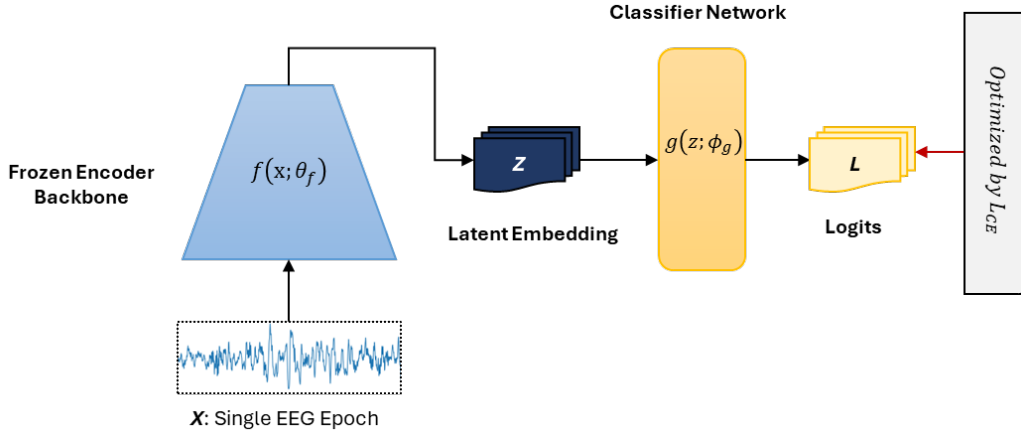 Classifier Network
Frozen Encoder
Backbone
f(x; θ_f)
Z
Latent Embedding
g(z; ϕ_g)
L
Logits
Optimized by L_CE
X: Single EEG Epoch